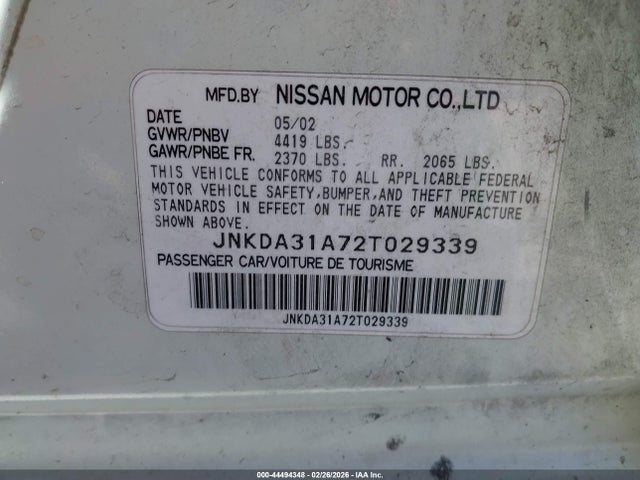 MFD.BY NISSAN MOTOR CO.,LTD
DATE 05/02
GVWR/PNBV 4419 LBS.
GAWR/PNBE FR. 2370 LBS. RR. 2065 LBS.
THIS VEHICLE CONFORMS TO ALL APPLICABLE FEDERAL
MOTOR VEHICLE SAFETY, BUMPER, AND THEFT PREVENTION
STANDARDS IN EFFECT ON THE DATE OF MANUFACTURE
SHOWN ABOVE.
JNKDA31A72T029339
PASSENGER CAR/VOITURE DE TOURISME
JNKDA31A72T029339
000-44494348 - 02/26/2026 - IAA Inc.